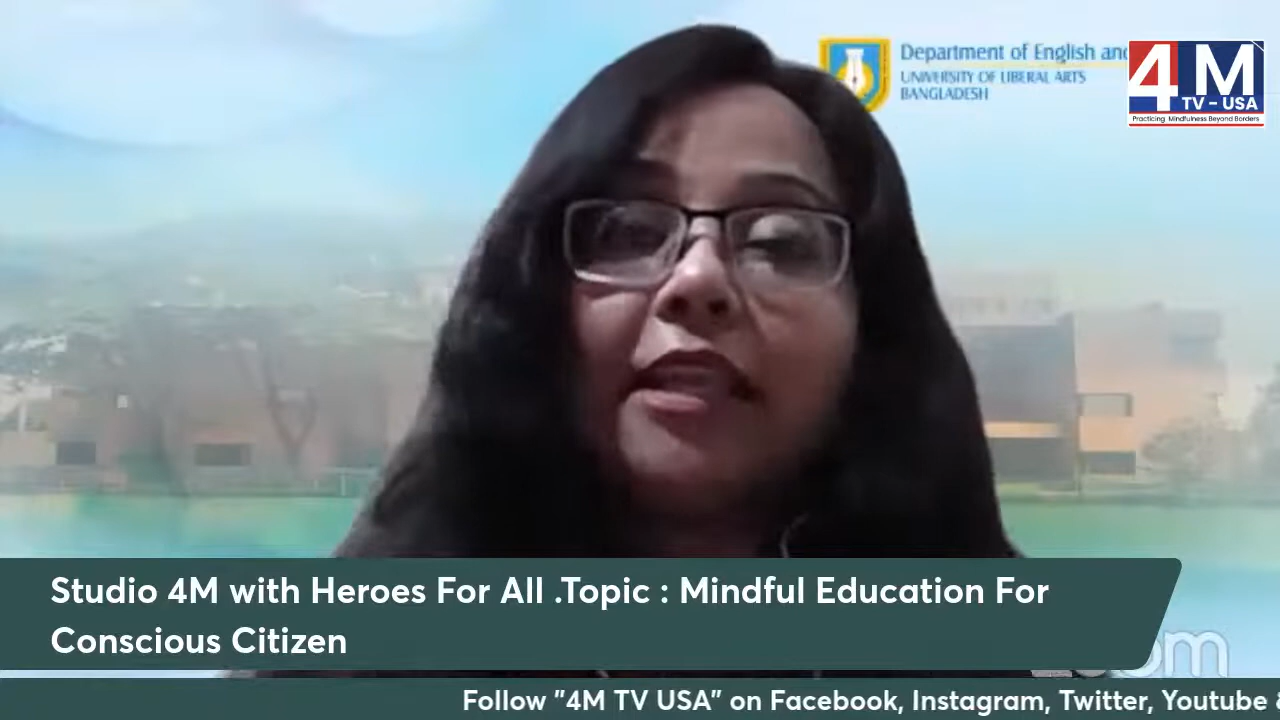 Department of English and
UNIVERSITY OF LIBERAL ARTS
BANGLADESH
4M
TV - USA
Practicing Mindfulness Beyond Borders
Studio 4M with Heroes For All .Topic : Mindful Education For
Conscious Citizen
Follow "4M TV USA" on Facebook, Instagram, Twitter, Youtube